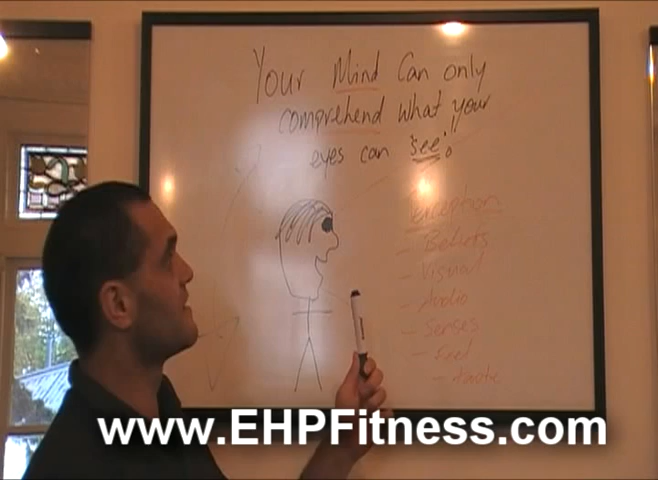 Your Mind Can only
comprehend what your
eyes can "see"!!
Perception
- Beliefs
- Visual
- Audio
- Senses
- Feel
- tactic
www.EHPFitness.com